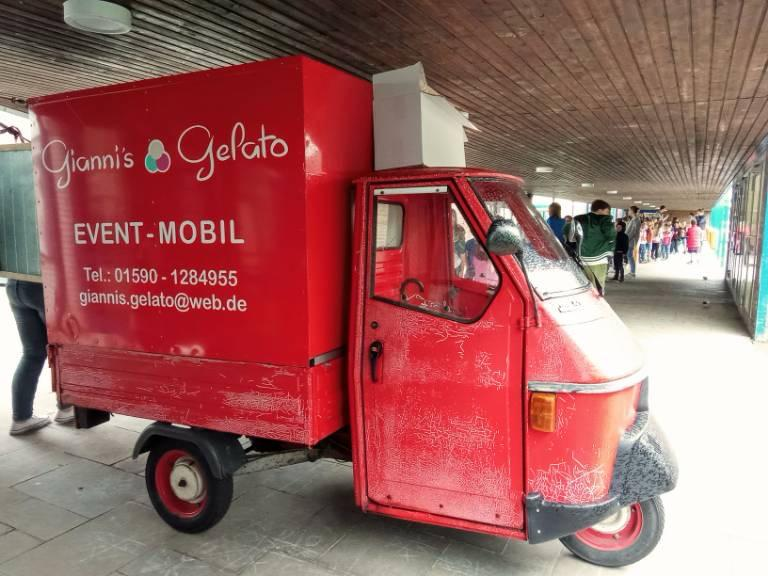 Gianni's Gelato
EVENT-MOBIL
Tel.: 01590 - 1284955
giannis.gelato@web.de